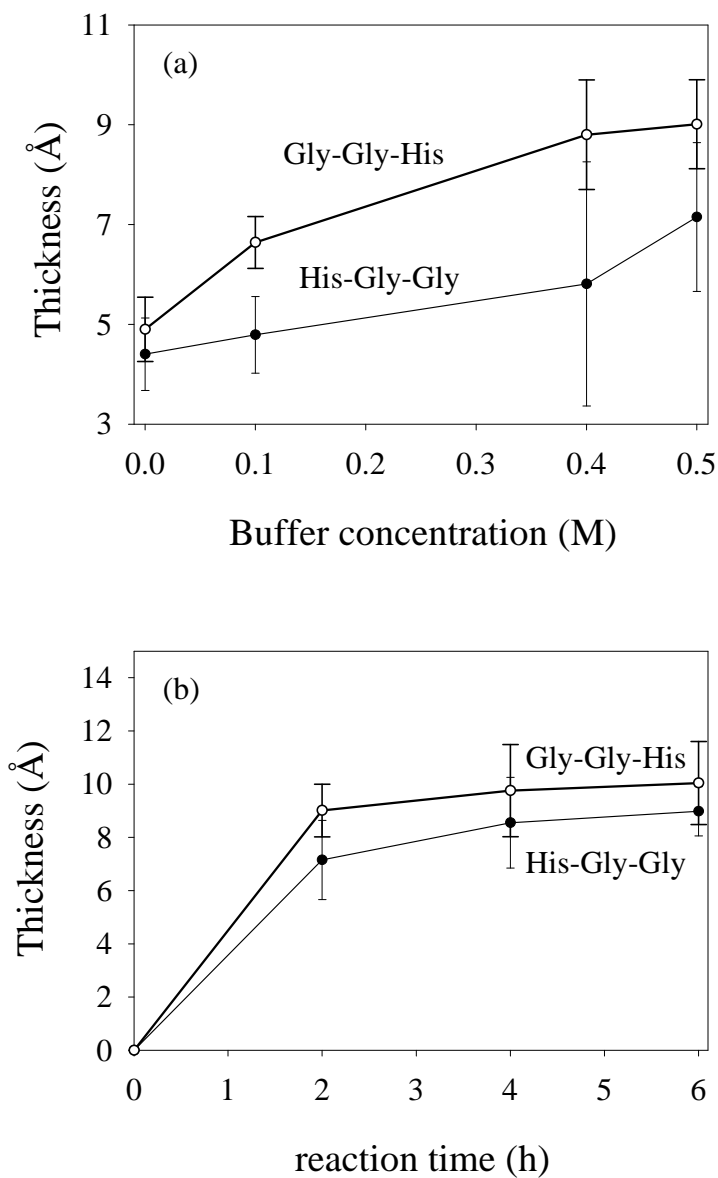 11
(a)
9
Gly-Gly-His
7
His-Gly-Gly
5
3
Thickness (Å)
0.0 0.1 0.2 0.3 0.4 0.5
Buffer concentration (M)
14
(b)
12
Gly-Gly-His
10
8
His-Gly-Gly
6
4
2
0
Thickness (Å)
0 1 2 3 4 5 6
reaction time (h)